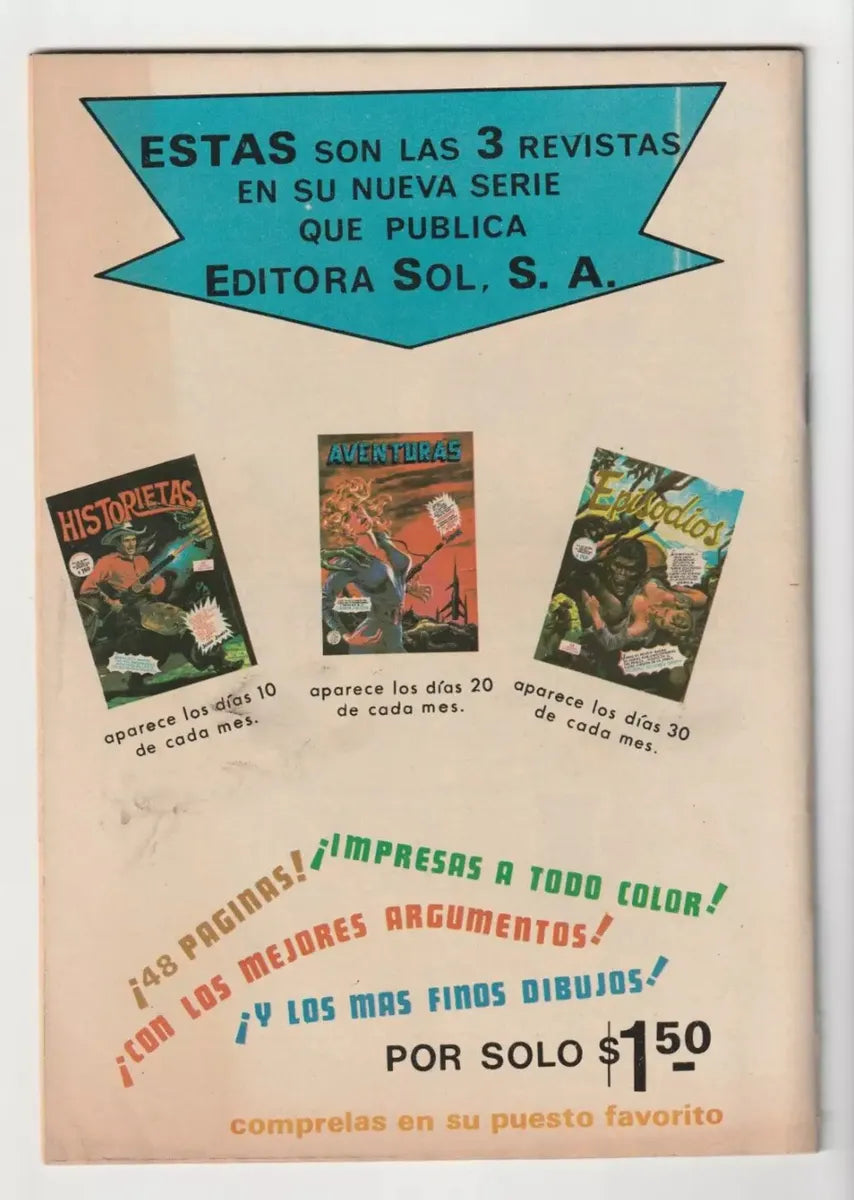 ESTAS SON LAS 3 REVISTAS
EN SU NUEVA SERIE
QUE PUBLICA
EDITORA SOL, S. A.
HISTORIETAS
AVENTURAS
Episodios
aparece los días 10
de cada mes.
aparece los días 20
de cada mes.
aparece los días 30
de cada mes.
¡48 PAGINAS! ¡IMPRESAS A TODO COLOR!
¡CON LOS MEJORES ARGUMENTOS!
¡Y LOS MAS FINOS DIBUJOS!
POR SOLO $1.50
comprelas en su puesto favorito